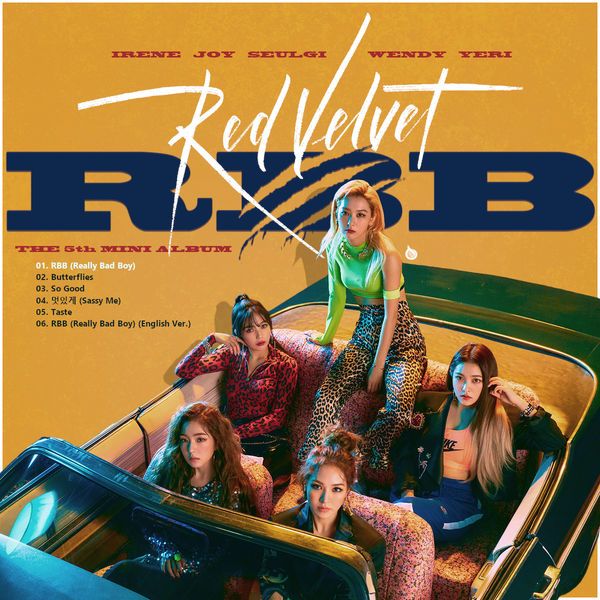 IRENE JOY SEULGI WENDY YERI
Red Velvet
RBB
THE 5th MINI ALBUM
01. RBB (Really Bad Boy)
02. Butterflies
03. So Good
04. 멋있게 (Sassy Me)
05. Taste
06. RBB (Really Bad Boy) (English Ver.)
NIKE